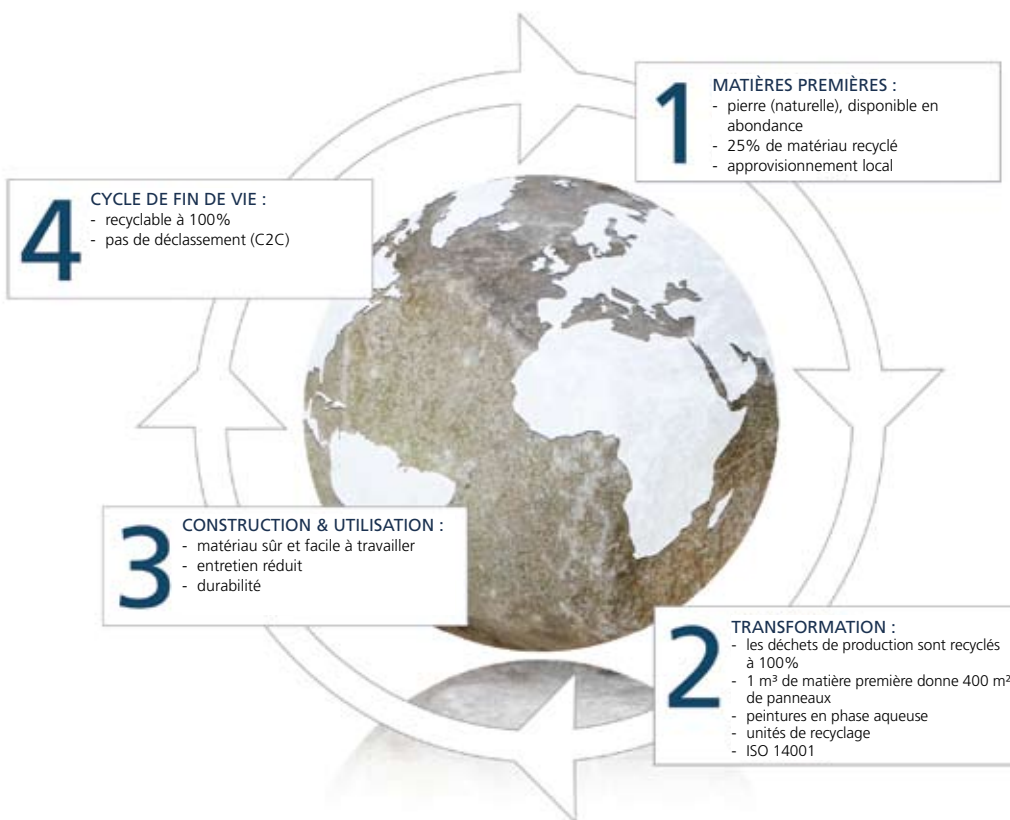 1
MATIÈRES PREMIÈRES :
- pierre (naturelle), disponible en
abondance
- 25% de matériau recyclé
- approvisionnement local
2
TRANSFORMATION :
- les déchets de production sont recyclés
à 100%
- 1 m³ de matière première donne 400 m²
de panneaux
- peintures en phase aqueuse
- unités de recyclage
- ISO 14001
3
CONSTRUCTION & UTILISATION :
- matériau sûr et facile à travailler
- entretien réduit
- durabilité
4
CYCLE DE FIN DE VIE :
- recyclable à 100%
- pas de déclassement (C2C)